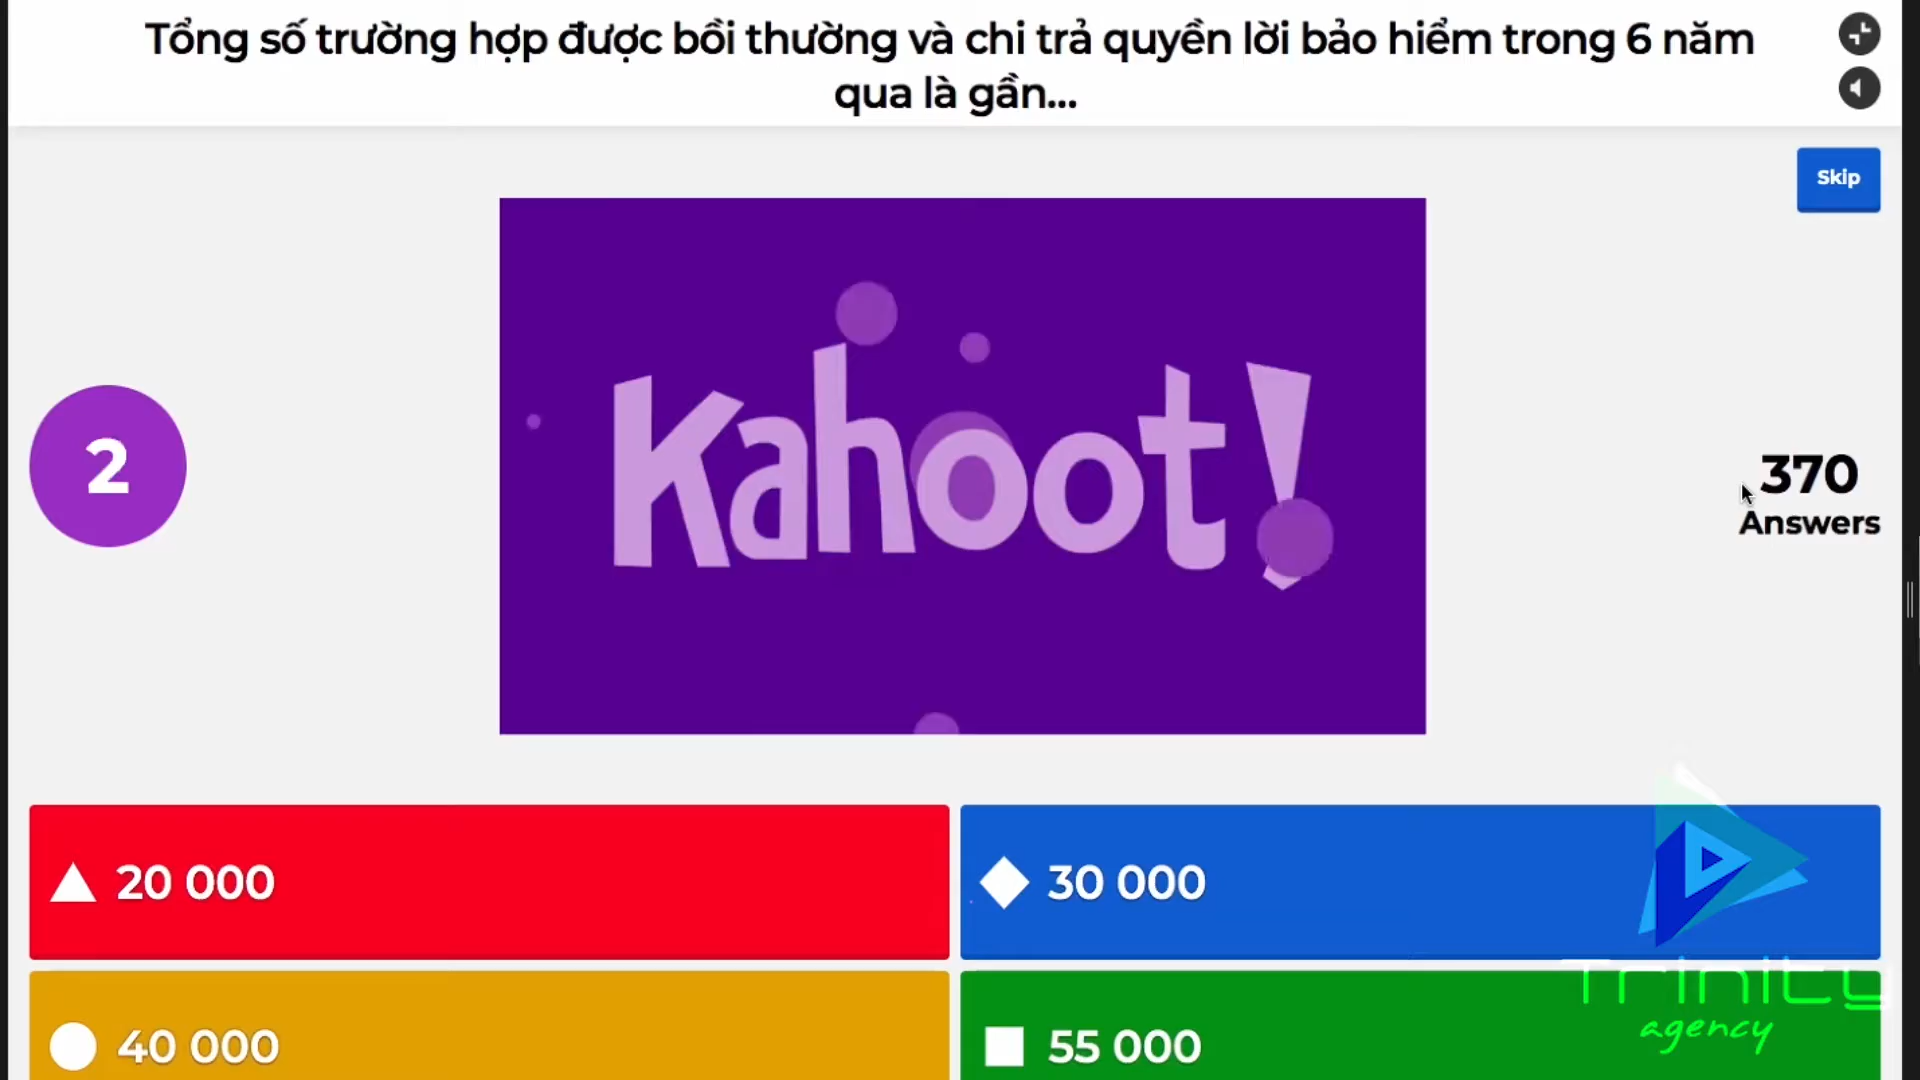 Tổng số trường hợp được bồi thường và chi trả quyền lời bảo hiểm trong 6 năm
qua là gần...
Skip
Kahoot!
2
370
Answers
20 000
30 000
40 000
55 000
Trinity
agency